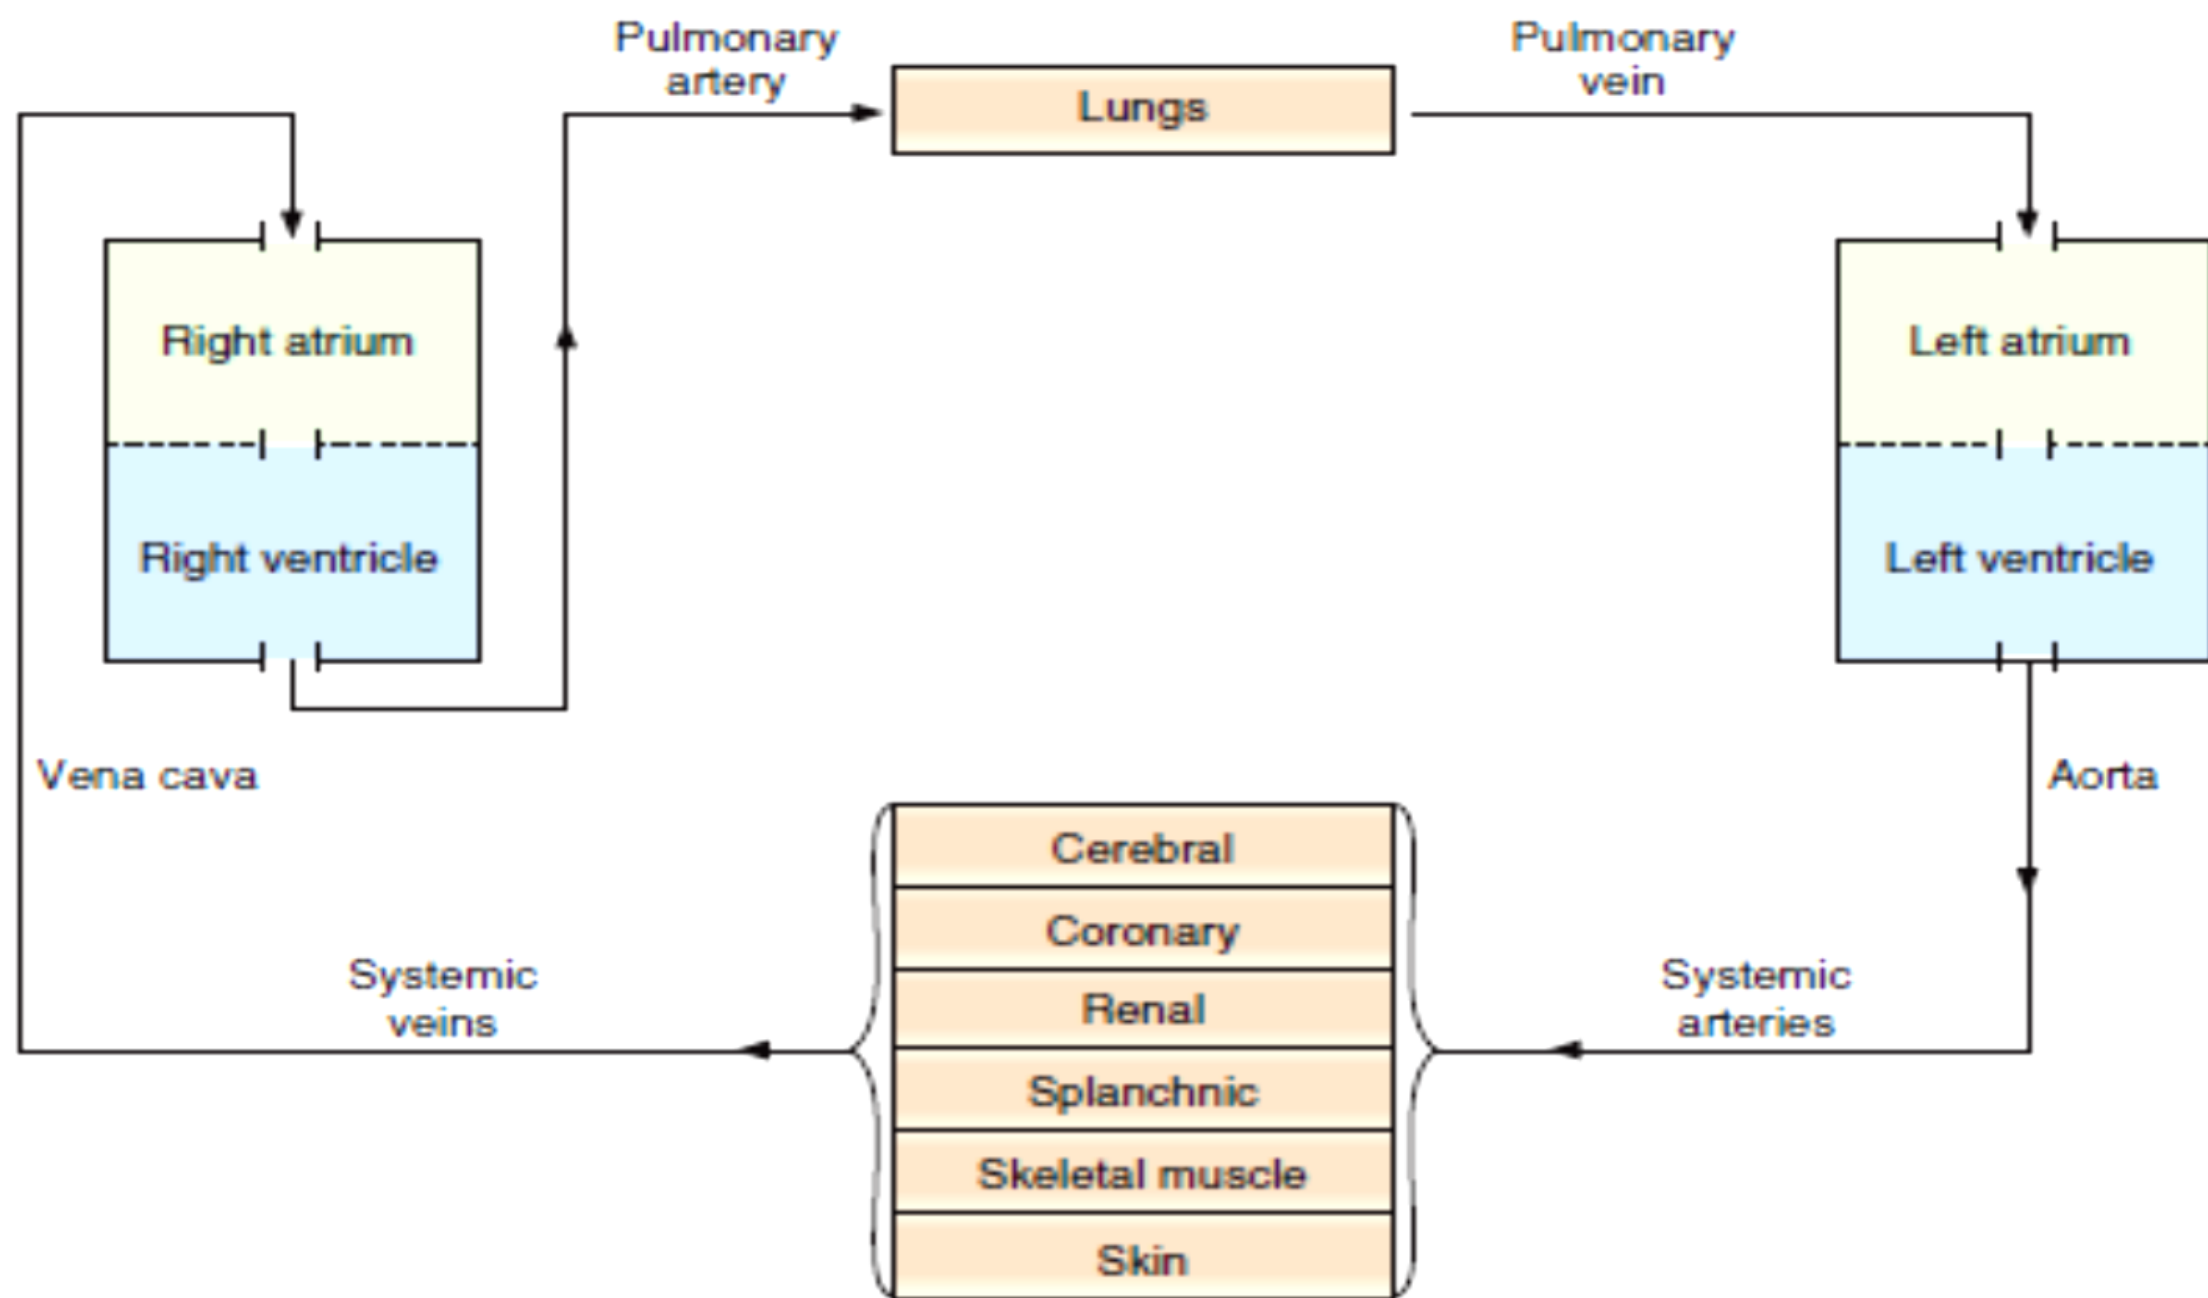 Pulmonary
artery
Lungs
Pulmonary
vein
Right atrium
Left atrium
Right ventricle
Left ventricle
Vena cava
Aorta
Cerebral
Coronary
Systemic
veins
Renal
Systemic
arteries
Splanchnic
Skeletal muscle
Skin